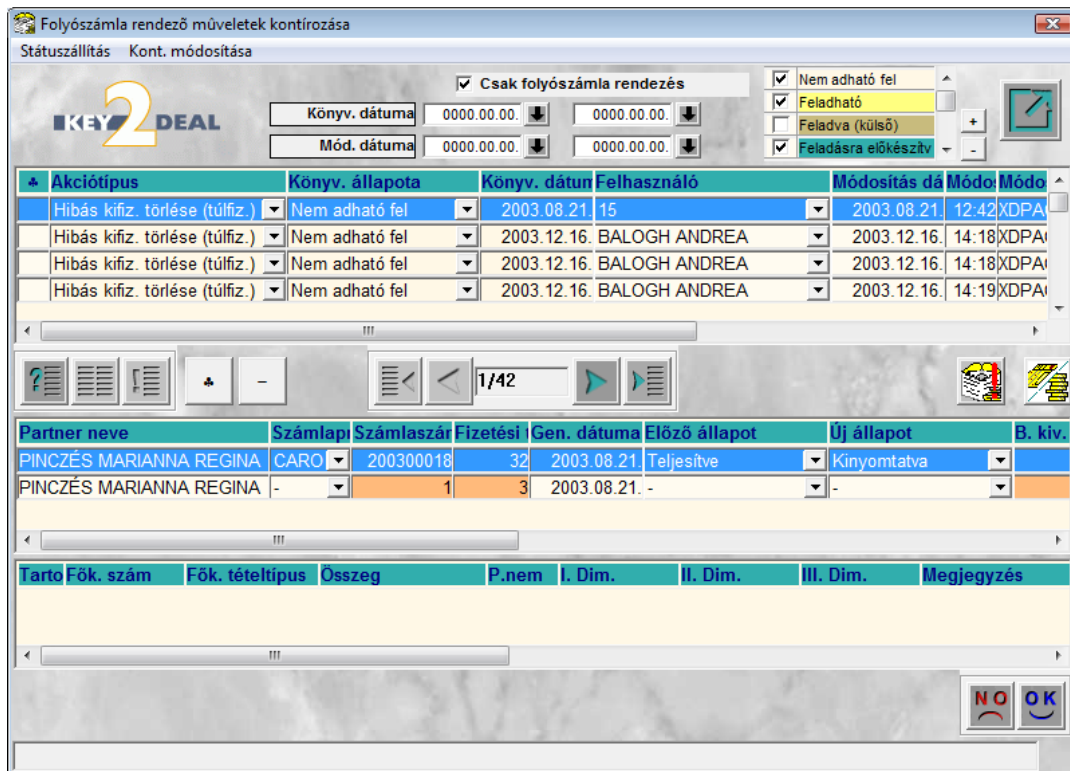 Folyószámla rendező műveletek kontírozása
Státuszállítás Kont. módosítása
KEY 2 DEAL
Csak folyószámla rendezés
Könyv. dátuma 0000.00.00. 0000.00.00.
Mód. dátuma 0000.00.00. 0000.00.00.
Nem adható fel
Feladható
Feladva (külső)
Feladásra előkészítv
+
-
Akciótípus Könyv. állapota Könyv. dátum Felhasználó Módosítás dá Módo: Módo
Hibás kifiz. törlése (túlfiz.) Nem adható fel 2003.08.21. 15 2003.08.21. 12:42 XDPA
Hibás kifiz. törlése (túlfiz.) Nem adható fel 2003.12.16. BALOGH ANDREA 2003.12.16. 14:18 XDPA
Hibás kifiz. törlése (túlfiz.) Nem adható fel 2003.12.16. BALOGH ANDREA 2003.12.16. 14:18 XDPA
Hibás kifiz. törlése (túlfiz.) Nem adható fel 2003.12.16. BALOGH ANDREA 2003.12.16. 14:19 XDPA
1/42
Partner neve Számlapr Számlaszár Fizetési t Gen. dátuma Előző állapot Új állapot B. kiv.
PINCZÉS MARIANNA REGINA CARO 200300018 32 2003.08.21. Teljesítve Kinyomtatva
PINCZÉS MARIANNA REGINA - 1 3 2003.08.21. - -
Tarto Fők. szám Fők. tételtípus Összeg P.nem I. Dim. II. Dim. III. Dim. Megjegyzés
NO OK